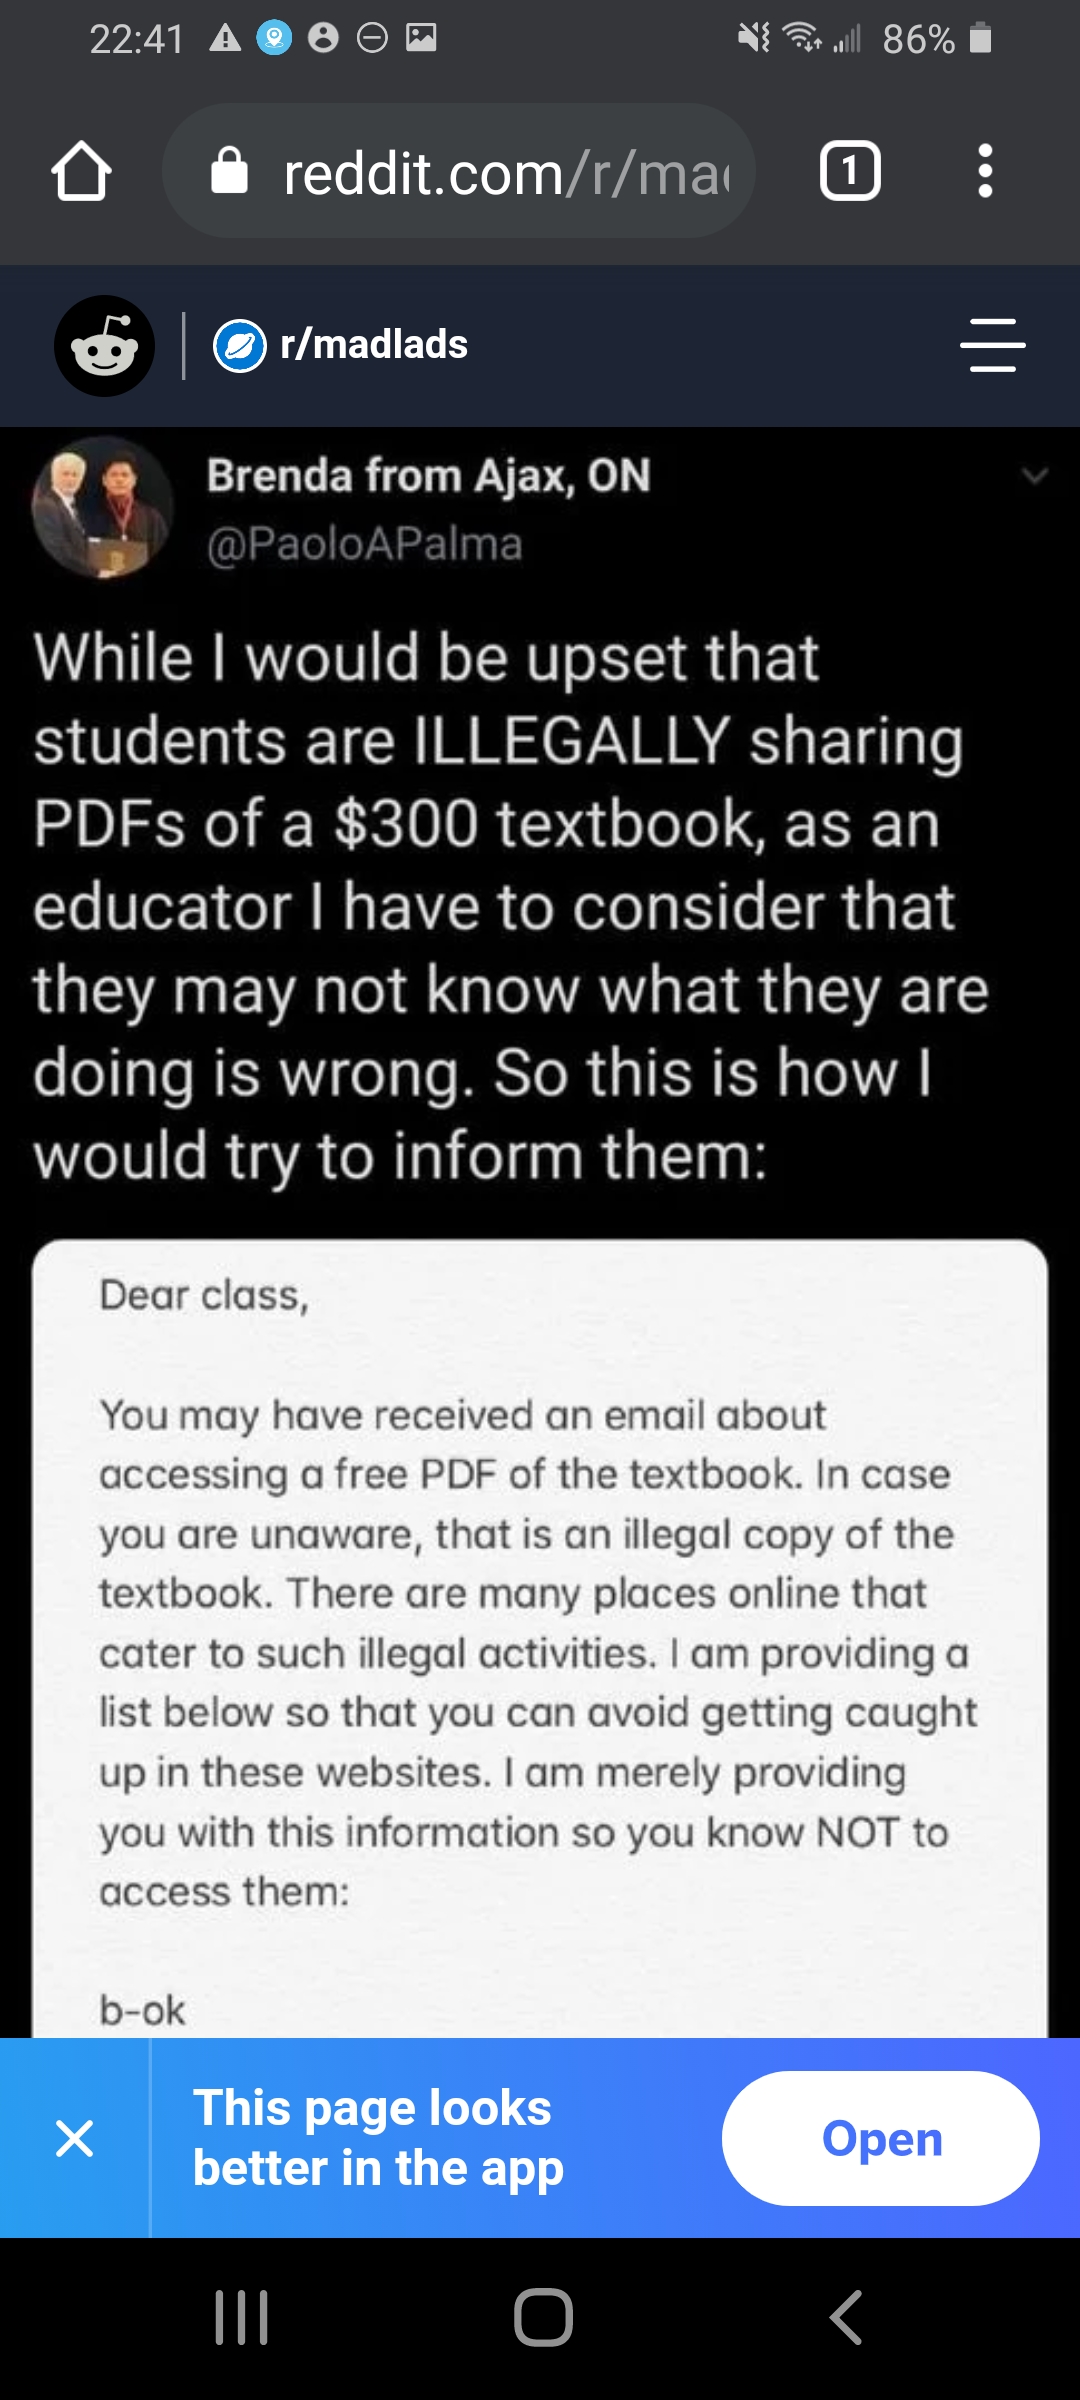 22:41 86%
reddit.com/r/ma
1
r/madlads
Brenda from Ajax, ON
@PaoloAPalma
While I would be upset that
students are ILLEGALLY sharing
PDFs of a $300 textbook, as an
educator I have to consider that
they may not know what they are
doing is wrong. So this is how I
would try to inform them:
Dear class,
You may have received an email about
accessing a free PDF of the textbook. In case
you are unaware, that is an illegal copy of the
textbook. There are many places online that
cater to such illegal activities. I am providing a
list below so that you can avoid getting caught
up in these websites. I am merely providing
you with this information so you know NOT to
access them:
b-ok
This page looks
better in the app
Open